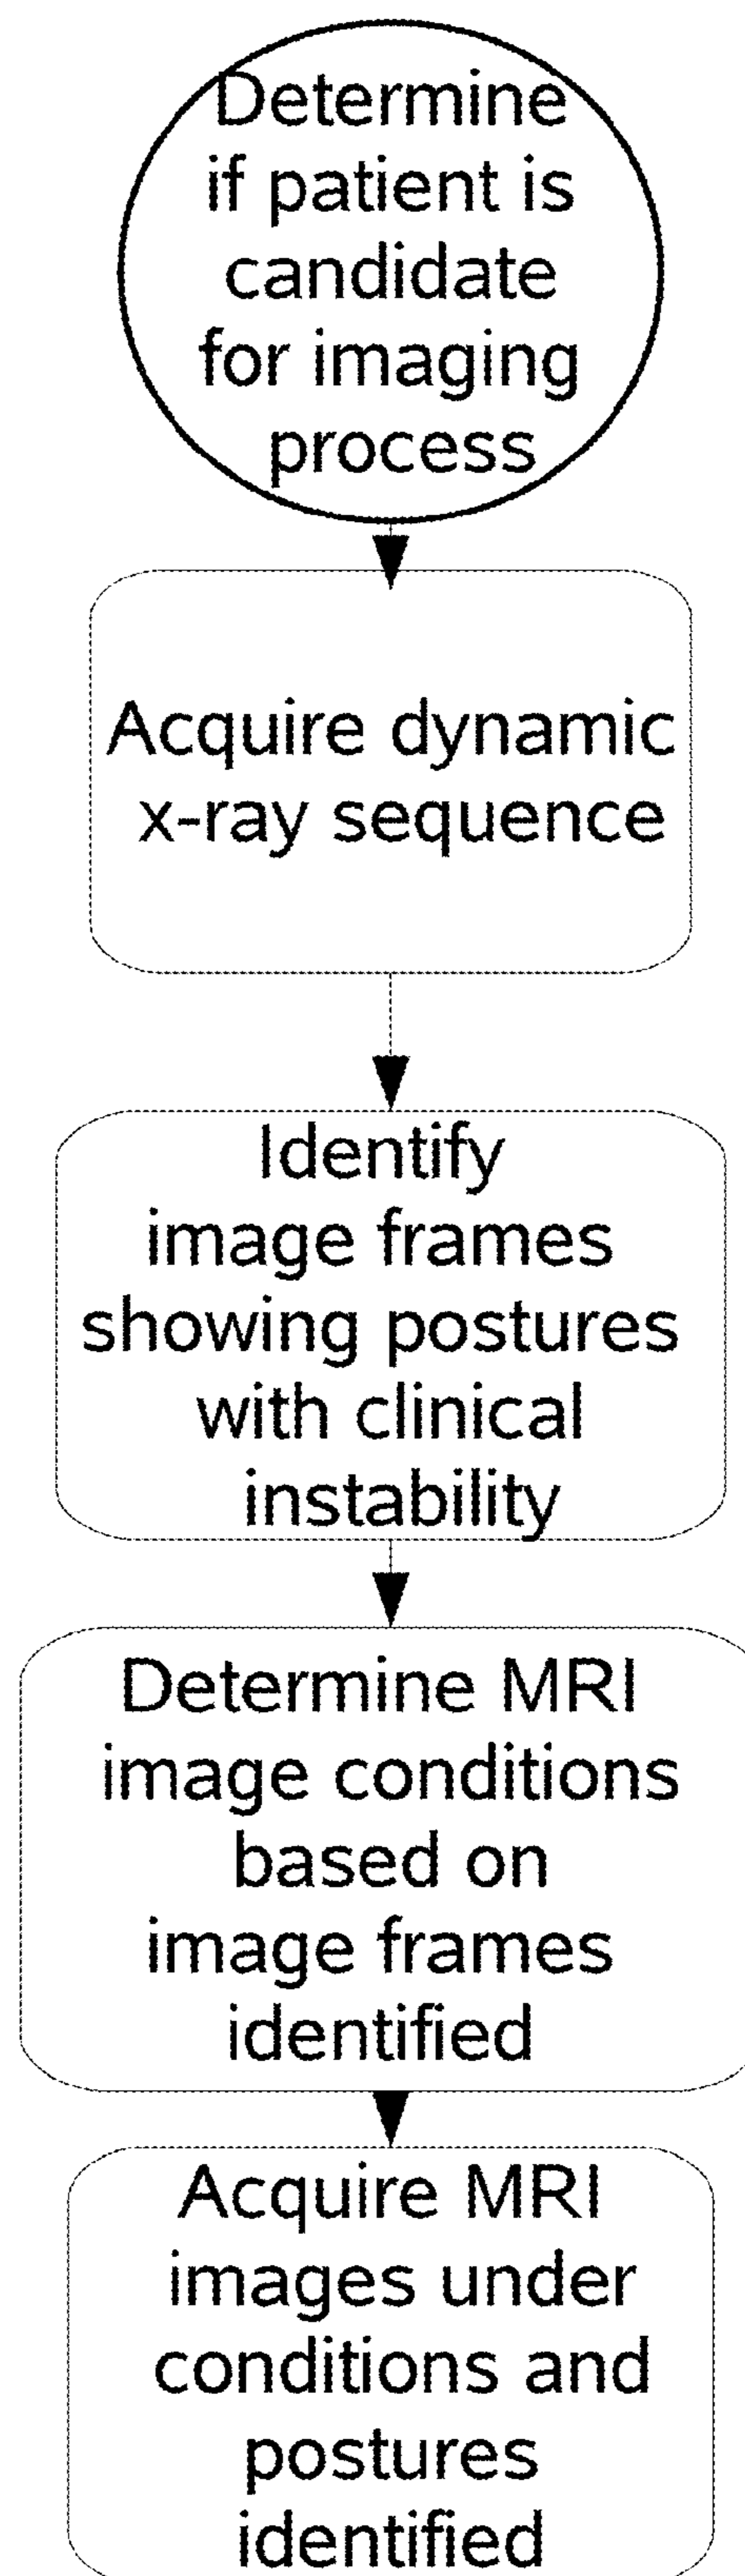 Determine
if patient is
candidate
for imaging
process
Acquire dynamic
x-ray sequence
Identify
image frames
showing postures
with clinical
instability
Determine MRI
image conditions
based on
image frames
identified
Acquire MRI
images under
conditions and
postures
identified